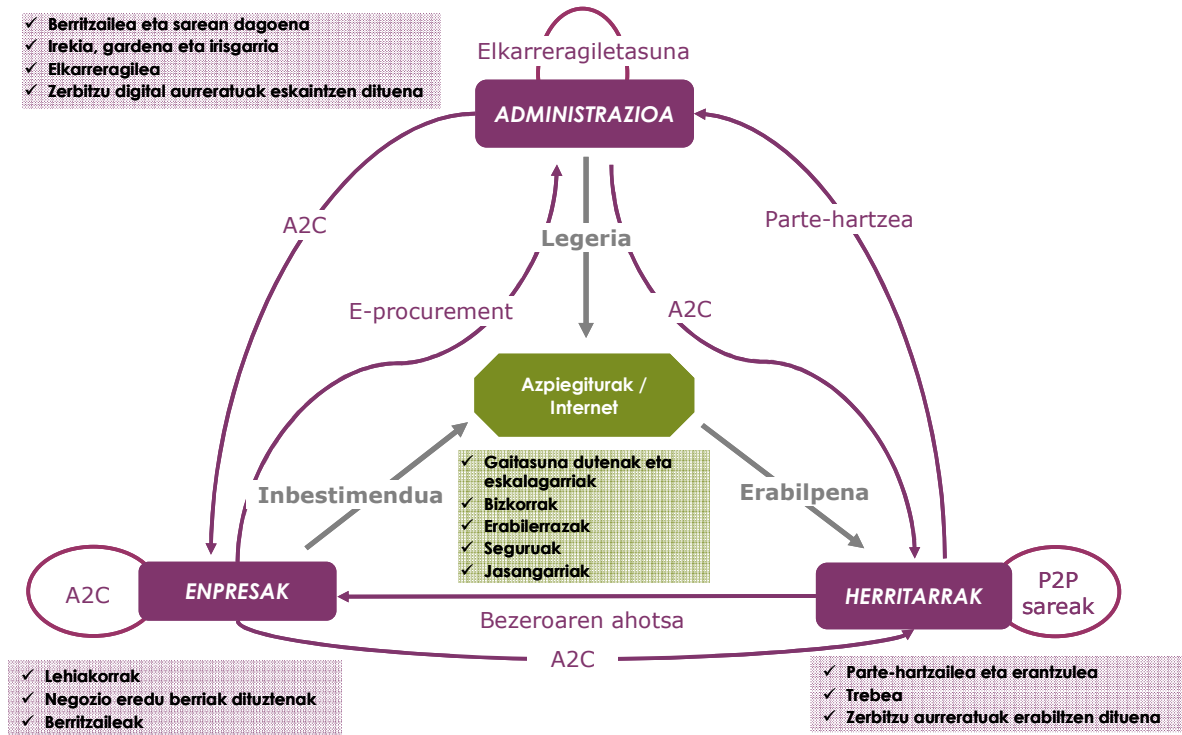 ✓ Berritzailea eta sarean dagoena
✓ Irekia, gardena eta irisgarria
✓ Elkarreragilea
✓ Zerbitzu digital aurreratuak eskaintzen dituena
Elkarreragiletasuna
ADMINISTRAZIOA
A2C
Legeria
Parte-hartzea
E-procurement
A2C
Azpiegiturak /
Internet
✓ Gaitasuna dutenak eta
eskalagarriak
✓ Bizkorrak
✓ Erabilerrazak
✓ Seguruak
✓ Jasangarriak
Inbestimendua
Erabilpena
A2C
ENPRESAK
HERRITARRAK
P2P
sareak
Bezeroaren ahotsa
A2C
✓ Lehiakorrak
✓ Negozio eredu berriak dituztenak
✓ Berritzaileak
✓ Parte-hartzailea eta erantzulea
✓ Trebea
✓ Zerbitzu aurreratuak erabiltzen dituena